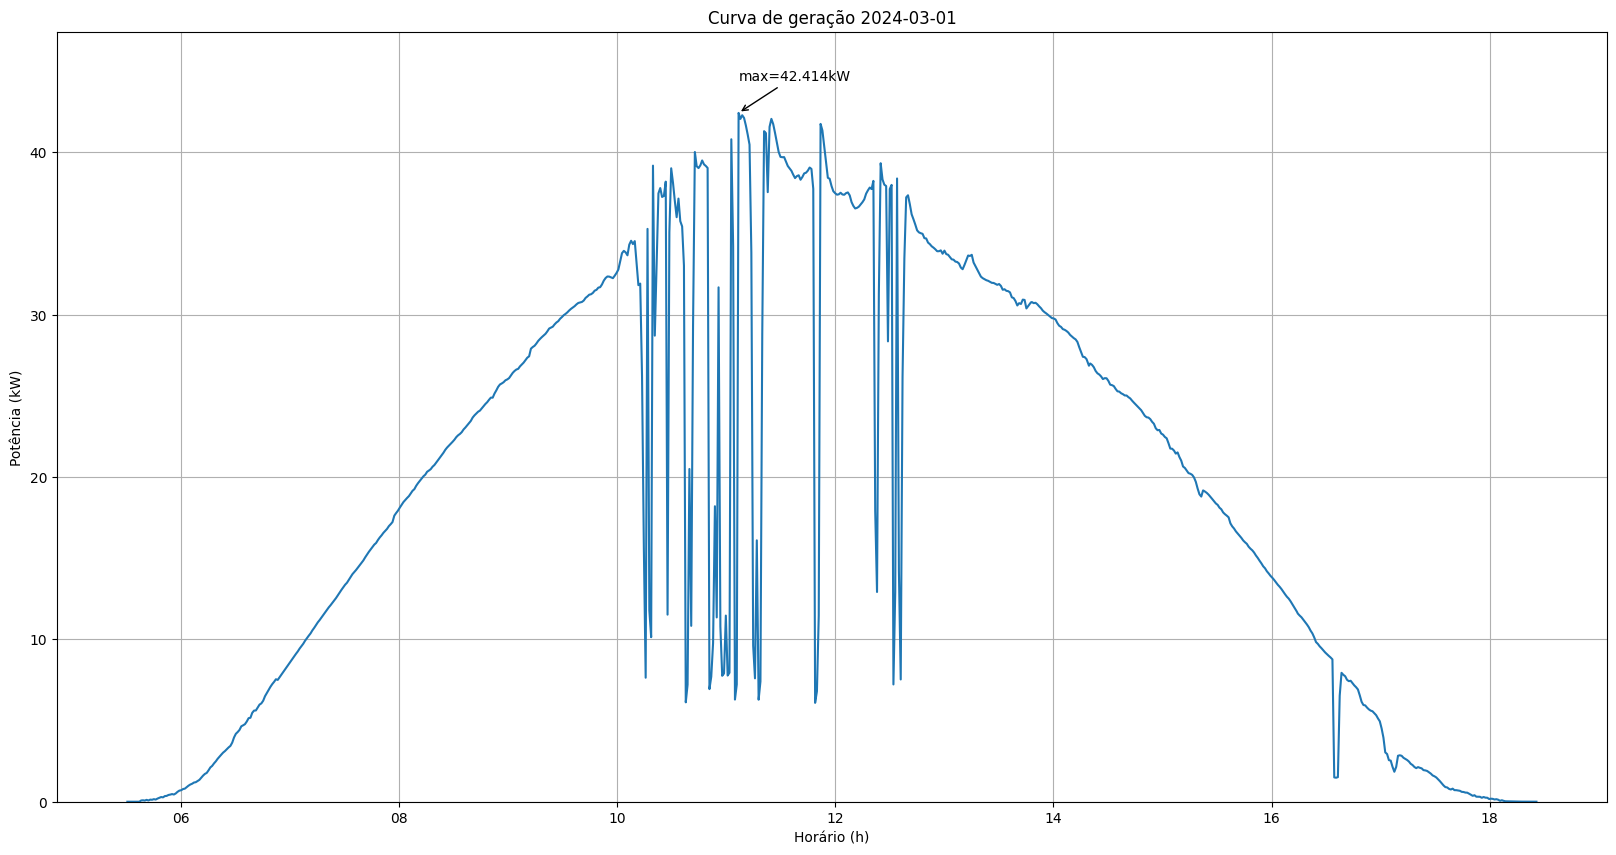 Curva de geração 2024-03-01
max=42.414kW
40
30
20
10
0
Potência (kW)
06 08 10 12 14 16 18
Horário (h)